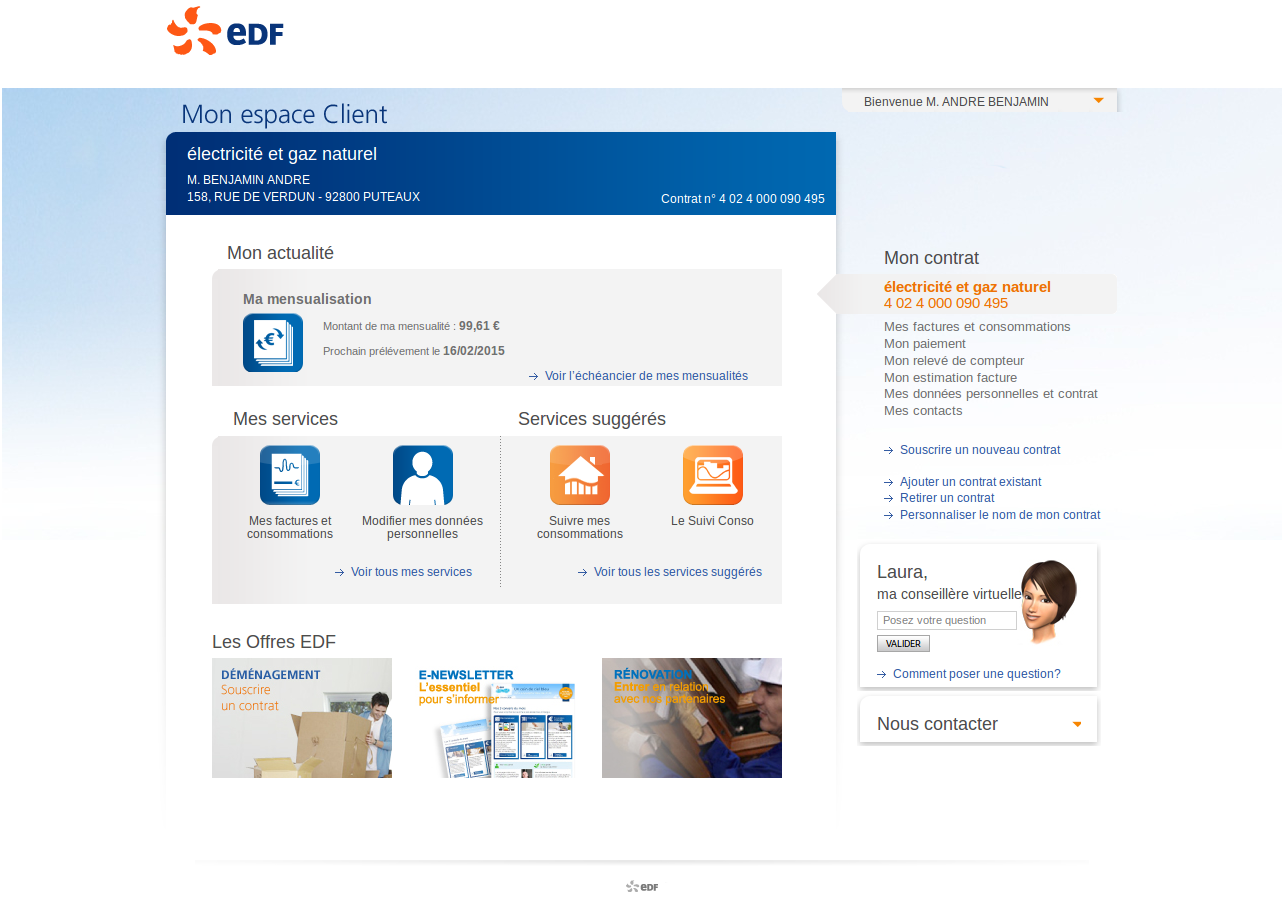 eDF
Mon espace Client
Bienvenue M. ANDRE BENJAMIN
électricité et gaz naturel
M. BENJAMIN ANDRE
158, RUE DE VERDUN - 92800 PUTEAUX
Contrat n° 4 02 4 000 090 495
Mon actualité
Ma mensualisation
Montant de ma mensualité : 99,61 €
Prochain prélévement le 16/02/2015
Voir l'échéancier de mes mensualités
Mes services
Mes factures et
consommations
Modifier mes données
personnelles
Voir tous mes services
Services suggérés
Suivre mes
consommations
Le Suivi Conso
Voir tous les services suggérés
Les Offres EDF
DÉMÉNAGEMENT
Souscrire
un contrat
E-NEWSLETTER
L'essentiel
pour s'informer
RÉNOVATION
Entrer en relation
avec nos partenaires
Mon contrat
électricité et gaz naturel
4 02 4 000 090 495
Mes factures et consommations
Mon paiement
Mon relevé de compteur
Mon estimation facture
Mes données personnelles et contrat
Mes contacts
Souscrire un nouveau contrat
Ajouter un contrat existant
Retirer un contrat
Personnaliser le nom de mon contrat
Laura,
ma conseillère virtuelle
Posez votre question
VALIDER
Comment poser une question?
Nous contacter
eDF